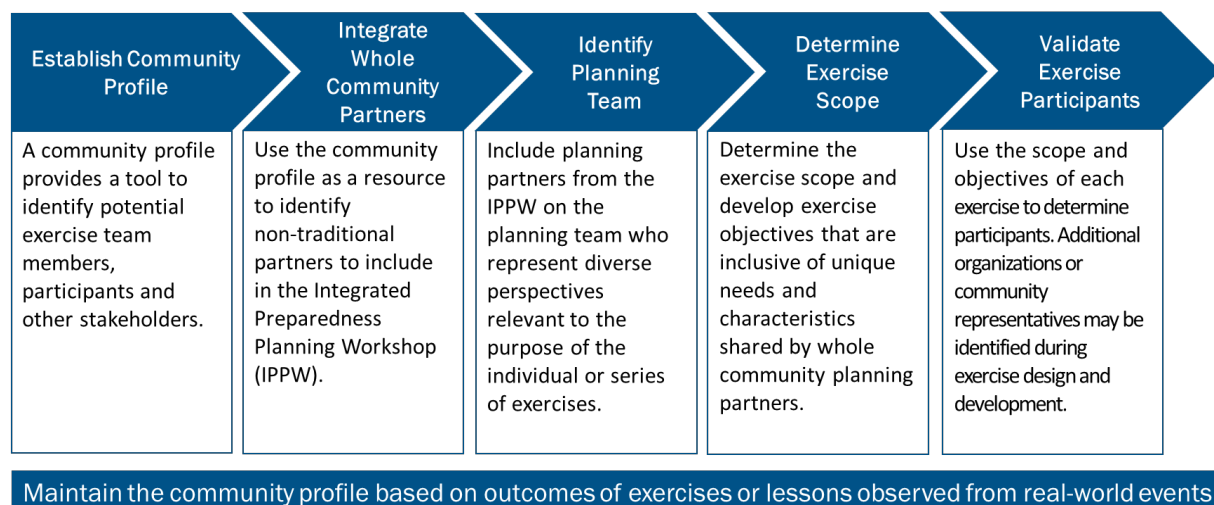 Establish Community
Profile
Integrate
Whole
Community
Partners
Identify
Planning
Team
Determine
Exercise
Scope
Validate
Exercise
Participants
A community profile
provides a tool to
identify potential
exercise team
members,
participants and
other stakeholders.
Use the community
profile as a resource
to identify
non-traditional
partners to include
in the Integrated
Preparedness
Planning Workshop
(IPPW).
Include planning
partners from the
IPPW on the
planning team who
represent diverse
perspectives
relevant to the
purpose of the
individual or series
of exercises.
Determine the
exercise scope and
develop exercise
objectives that are
inclusive of unique
needs and
characteristics
shared by whole
community planning
partners.
Use the scope and
objectives of each
exercise to determine
participants. Additional
organizations or
community
representatives may be
identified during
exercise design and
development.
Maintain the community profile based on outcomes of exercises or lessons observed from real-world events